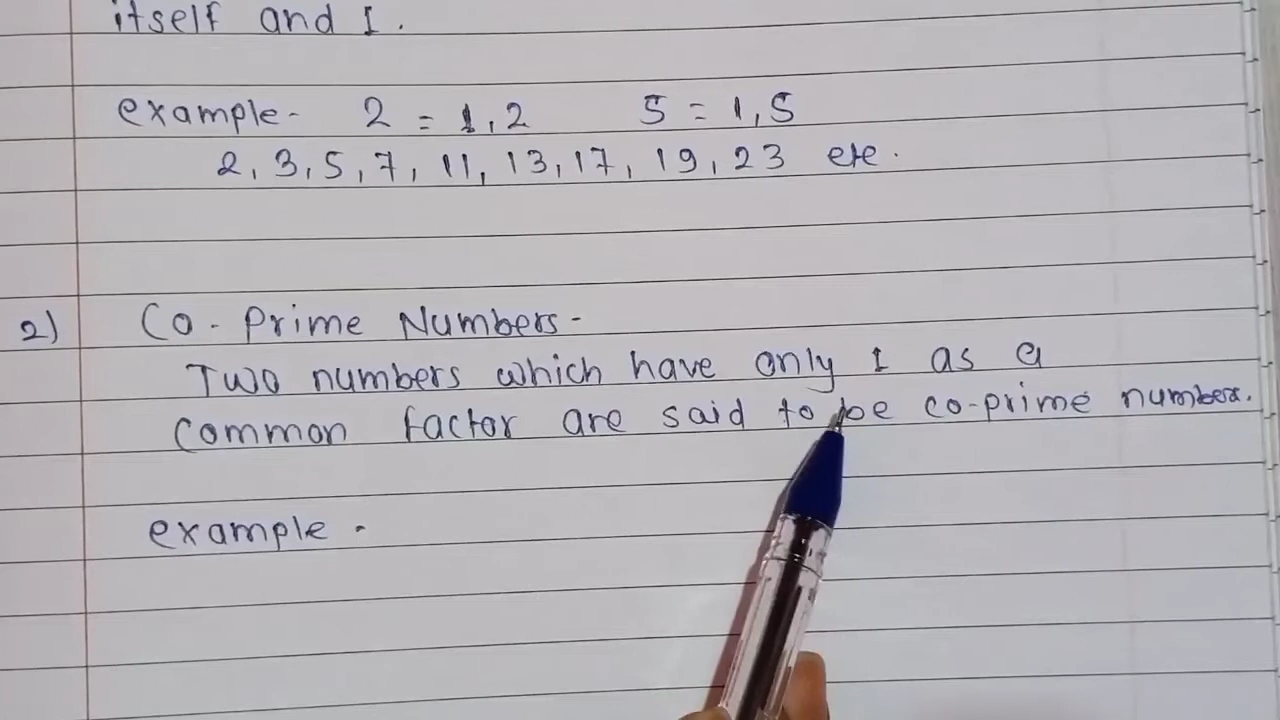 itself and 1.
example- 2 = 1,2 5 = 1,5
2, 3, 5, 7, 11, 13, 17, 19, 23 etc.
2) Co-Prime Numbers-
Two numbers which have only 1 as a
common factor are said to be co-prime numbers.
example -